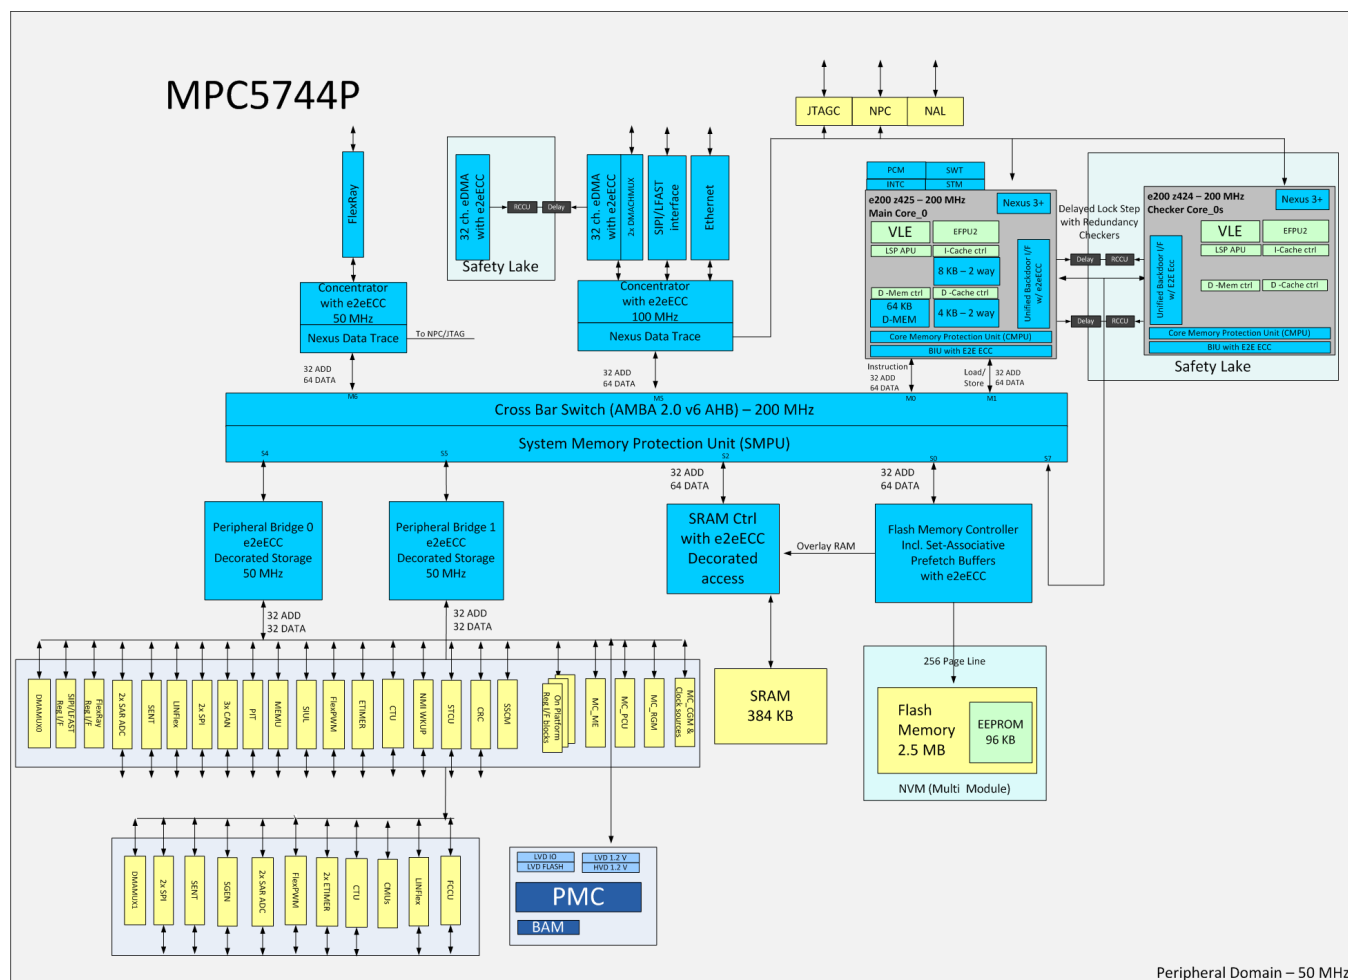 MPC5744P
JTAGC
NPC
NAL
FlexRay
32 ch. eDMA
with e2eECC
RCCU
Delay
Safety Lake
32 ch. eDMA
with e2eECC
2x DMACHMUX
SIPI/LFAST
interface
Ethernet
PCM
SWT
INTC
STM
e200 z425 – 200 MHz
Main Core_0
Nexus 3+
VLE
EFPU2
LSP APU
I-Cache ctrl
8 KB – 2 way
D -Mem ctrl
D -Cache ctrl
64 KB
D-MEM
4 KB – 2 way
Unified Backdoor I/F
w/ e2eECC
Core Memory Protection Unit (CMPU)
BIU with E2E ECC
Delayed Lock Step
with Redundancy
Checkers
Delay
RCCU
Delay
RCCU
e200 z424 – 200 MHz
Checker Core_0s
Nexus 3+
VLE
EFPU2
LSP APU
I-Cache ctrl
D -Mem ctrl
D -Cache ctrl
Unified Backdoor I/F
w/ E2E Ecc
Core Memory Protection Unit (CMPU)
BIU with E2E ECC
Safety Lake
Concentrator
with e2eECC
50 MHz
Nexus Data Trace
To NPC/JTAG
Concentrator
with e2eECC
100 MHz
Nexus Data Trace
32 ADD
64 DATA
32 ADD
64 DATA
Instruction
32 ADD
64 DATA
Load/
Store
32 ADD
64 DATA
M6
M5
M0
M1
Cross Bar Switch (AMBA 2.0 v6 AHB) – 200 MHz
System Memory Protection Unit (SMPU)
S4
S5
S2
S0
S7
32 ADD
64 DATA
32 ADD
64 DATA
Peripheral Bridge 0
e2eECC
Decorated Storage
50 MHz
Peripheral Bridge 1
e2eECC
Decorated Storage
50 MHz
SRAM Ctrl
with e2eECC
Decorated
access
Overlay RAM
Flash Memory Controller
Incl. Set-Associative
Prefetch Buffers
with e2eECC
32 ADD
32 DATA
32 ADD
32 DATA
DMAMUX0
SIPI/LFAST
Reg I/F
FlexRay
Reg I/F
2x SAR ADC
SENT
LINFlex
2x SPI
3x CAN
PIT
MEMU
SIUL
FlexPWM
ETIMER
CTU
NMI WKUP
STCU
CRC
SSCM
On Platform
Reg I/F blocks
MC_ME
MC_PCU
MC_RGM
MC_CGM &
Clock sources
SRAM
384 KB
256 Page Line
Flash
Memory
2.5 MB
EEPROM
96 KB
NVM (Multi Module)
DMAMUX1
2x SPI
SENT
SGEN
2x SAR ADC
FlexPWM
2x ETIMER
CTU
CMUs
LINFlex
FCCU
LVD IO
LVD 1.2 V
LVD FLASH
HVD 1.2 V
PMC
BAM
Peripheral Domain – 50 MHz